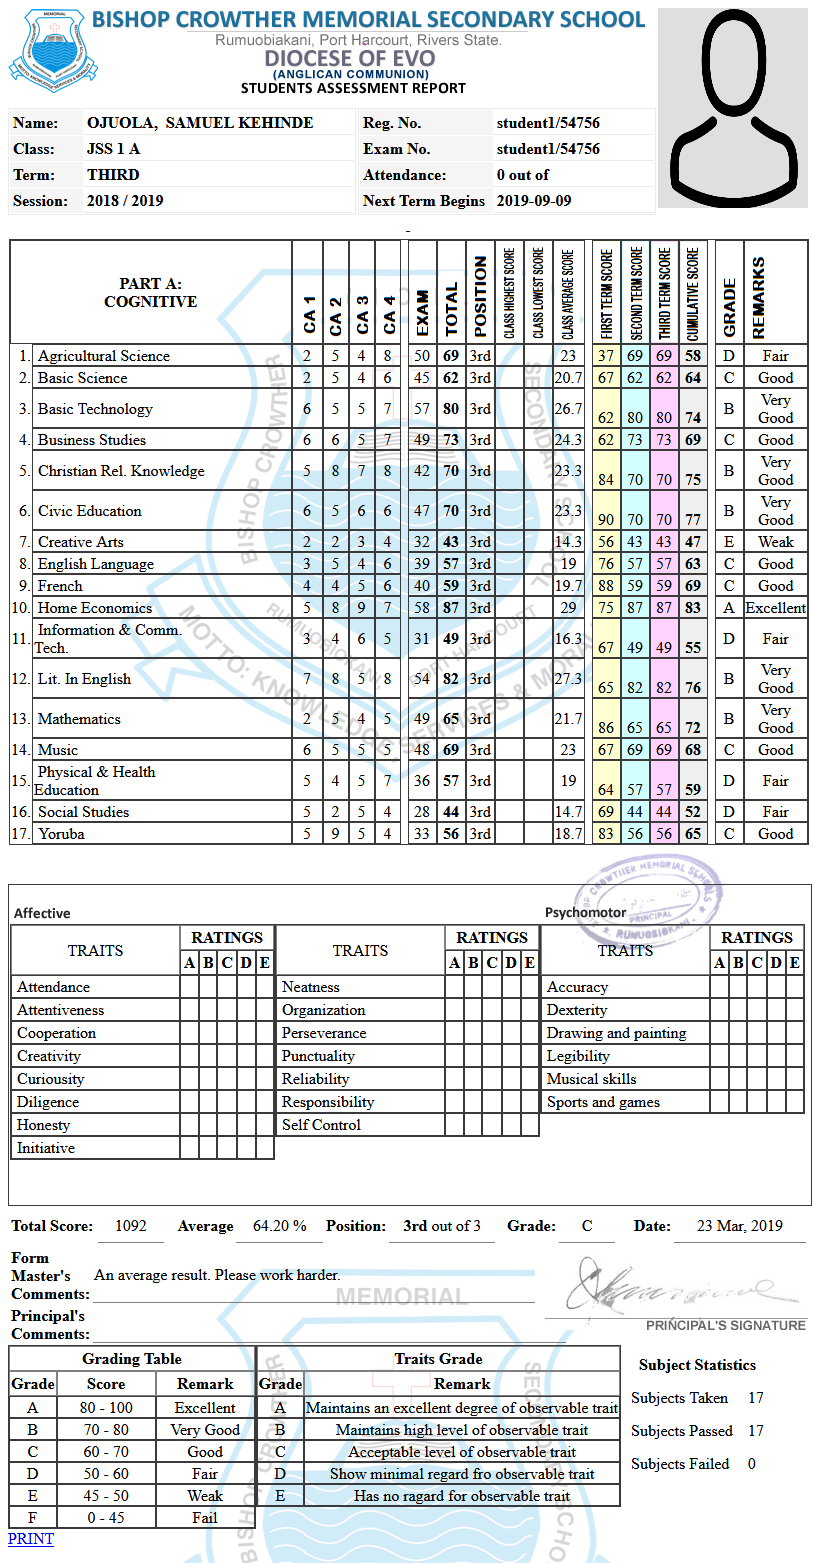 BISHOP CROWTHER MEMORIAL SECONDARY SCHOOL
Rumuobiakani, Port Harcourt, Rivers State.
DIOCESE OF EVO
(ANGLICAN COMMUNION)
STUDENTS ASSESSMENT REPORT
Name: OJUOLA, SAMUEL KEHINDE Reg. No. student1/54756
Class: JSS 1 A Exam No. student1/54756
Term: THIRD Attendance: 0 out of
Session: 2018 / 2019 Next Term Begins 2019-09-09
-
PART A: COGNITIVE CA 1 CA 2 CA 3 CA 4 EXAM TOTAL POSITION CLASS HIGHEST SCORE CLASS LOWEST SCORE CLASS AVERAGE SCORE FIRST TERM SCORE SECOND TERM SCORE THIRD TERM SCORE CUMULATIVE SCORE GRADE REMARKS
1. Agricultural Science 2 5 4 8 50 69 3rd 23 37 69 69 58 D Fair
2. Basic Science 2 5 4 6 45 62 3rd 20.7 67 62 62 64 C Good
3. Basic Technology 6 5 5 7 57 80 3rd 26.7 62 80 80 74 B Very Good
4. Business Studies 6 6 5 7 49 73 3rd 24.3 62 73 73 69 C Good
5. Christian Rel. Knowledge 5 8 7 8 42 70 3rd 23.3 84 70 70 75 B Very Good
6. Civic Education 6 5 6 6 47 70 3rd 23.3 90 70 70 77 B Very Good
7. Creative Arts 2 2 3 4 32 43 3rd 14.3 56 43 43 47 E Weak
8. English Language 3 5 4 6 39 57 3rd 19 76 57 57 63 C Good
9. French 4 4 5 6 40 59 3rd 19.7 88 59 59 69 C Good
10. Home Economics 5 8 9 7 58 87 3rd 29 75 87 87 83 A Excellent
11. Information & Comm. Tech. 3 4 6 5 31 49 3rd 16.3 67 49 49 55 D Fair
12. Lit. In English 7 8 5 8 54 82 3rd 27.3 65 82 82 76 B Very Good
13. Mathematics 2 5 4 5 49 65 3rd 21.7 86 65 65 72 B Very Good
14. Music 6 5 5 5 48 69 3rd 23 67 69 69 68 C Good
15. Physical & Health Education 5 4 5 7 36 57 3rd 19 64 57 57 59 D Fair
16. Social Studies 5 2 5 4 28 44 3rd 14.7 69 44 44 52 D Fair
17. Yoruba 5 9 5 4 33 56 3rd 18.7 83 56 56 65 C Good
Affective Psychomotor
TRAITS RATINGS TRAITS RATINGS TRAITS RATINGS
A B C D E A B C D E A B C D E
Attendance Neatness Accuracy
Attentiveness Organization Dexterity
Cooperation Perseverance Drawing and painting
Creativity Punctuality Legibility
Curiousity Reliability Musical skills
Diligence Responsibility Sports and games
Honesty Self Control
Initiative
Total Score: 1092 Average 64.20 % Position: 3rd out of 3 Grade: C Date: 23 Mar, 2019
Form Master's Comments: An average result. Please work harder.
Principal's Comments:
PRINCIPAL'S SIGNATURE
Grading Table
Grade Score Remark
A 80 - 100 Excellent
B 70 - 80 Very Good
C 60 - 70 Good
D 50 - 60 Fair
E 45 - 50 Weak
F 0 - 45 Fail
Traits Grade
Grade Remark
A Maintains an excellent degree of observable trait
B Maintains high level of observable trait
C Acceptable level of observable trait
D Show minimal regard fro observable trait
E Has no ragard for observable trait
Subject Statistics
Subjects Taken 17
Subjects Passed 17
Subjects Failed 0
PRINT